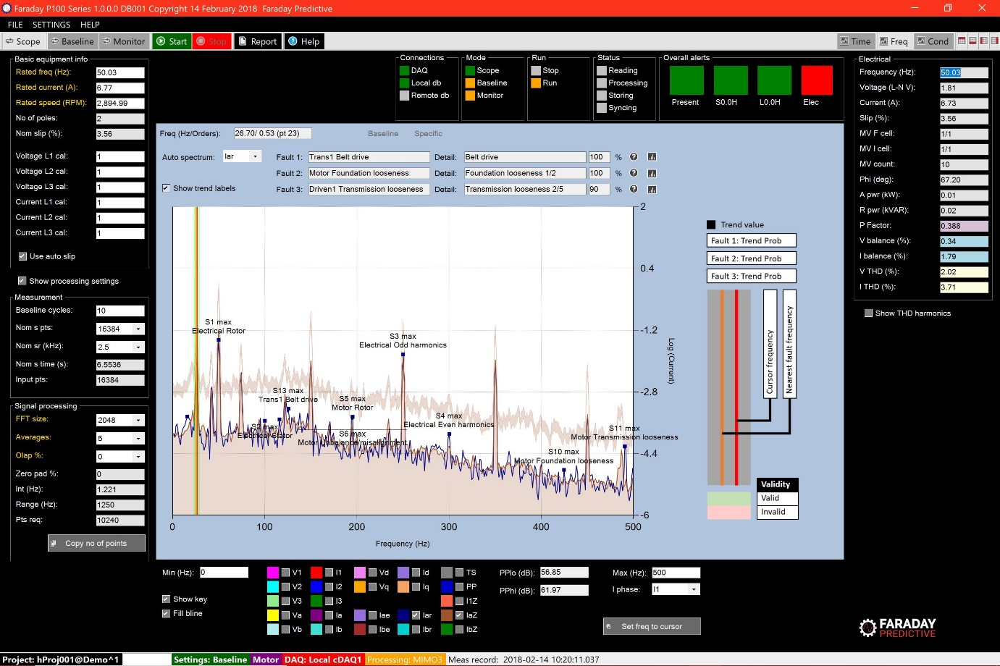 Faraday P100 Series 1.0.0.0 DB001 Copyright 14 February 2018 Faraday Predictive
FILE SETTINGS HELP
Scope Baseline Monitor Start Stop Report Help Time Freq Cond
Basic equipment info
Rated freq (Hz): 50.03
Rated current (A): 6.77
Rated speed (RPM): 2,894.99
No of poles: 2
Nom slip (%): 3.56
Voltage L1 cal: 1
Voltage L2 cal: 1
Voltage L3 cal: 1
Current L1 cal: 1
Current L2 cal: 1
Current L3 cal: 1
Use auto slip
Show processing settings
Measurement
Baseline cycles: 10
Nom s pts: 16384
Nom sr (kHz): 2.5
Nom s time (s): 6.5536
Input pts: 16384
Signal processing
FFT size: 2048
Averages: 5
Olap %: 0
Zero pad %: 0
Int (Hz): 1.221
Range (Hz): 1250
Pts req: 10240
Copy no of points
Connections
DAQ
Local db
Remote db
Mode
Scope
Baseline
Monitor
Run
Stop
Run
Status
Reading
Processing
Storing
Syncing
Overall alerts
Present S0.0H L0.0H Elec
Freq (Hz/Orders): 26.70/ 0.53 (pt 23) Baseline Specific
Auto spectrum: Iar Fault 1: Trans1 Belt drive Detail: Belt drive 100 %
Fault 2: Motor Foundation looseness Detail: Foundation looseness 1/2 100 %
Show trend labels Fault 3: Driven1 Transmission looseness Detail: Transmission looseness 2/5 90 %
2
0.4
-1.2
-2.8
-4.4
-6
Log (Current)
S1 max
Electrical Rotor
S3 max
Electrical Odd harmonics
S13 max
Trans1 Belt drive
S5 max
Motor Rotor
S2 max
Electrical Stator
S6 max
Motor Unbalance/misalignment
S4 max
Electrical Even harmonics
S11 max
Motor Transmission looseness
S10 max
Motor Foundation looseness
0 100 200 300 400 500
Frequency (Hz)
Trend value
Fault 1: Trend Prob
Fault 2: Trend Prob
Fault 3: Trend Prob
Cursor frequency
Nearest fault frequency
Validity
Valid
Invalid
Electrical
Frequency (Hz): 50.03
Voltage (L-N V): 1.81
Current (A): 6.73
Slip (%): 3.56
MV F cell: 1/1
MV I cell: 1/1
MV count: 10
Phi (deg): 67.20
A pwr (kW): 0.01
R pwr (kVAR): 0.02
P Factor: 0.388
V balance (%): 0.34
I balance (%): 1.79
V THD (%): 2.02
I THD (%): 3.71
Show THD harmonics
Min (Hz): 0
Show key
Fill bline
V1 I1 Vd Id TS
V2 I2 Vq Iq PP
V3 I3 I1Z
Va Ia Iae Iar IaZ
Vb Ib Ibe Ibr IbZ
PPlo (dB): 56.85
PPhi (dB): 61.97
Max (Hz): 500
I phase: I1
Set freq to cursor
FARADAY
PREDICTIVE
Project: hProj001@Demo^1 Settings: Baseline Motor DAQ: Local cDAQ1 Processing: MIMO3 Meas record: 2018-02-14 10:20:11.037